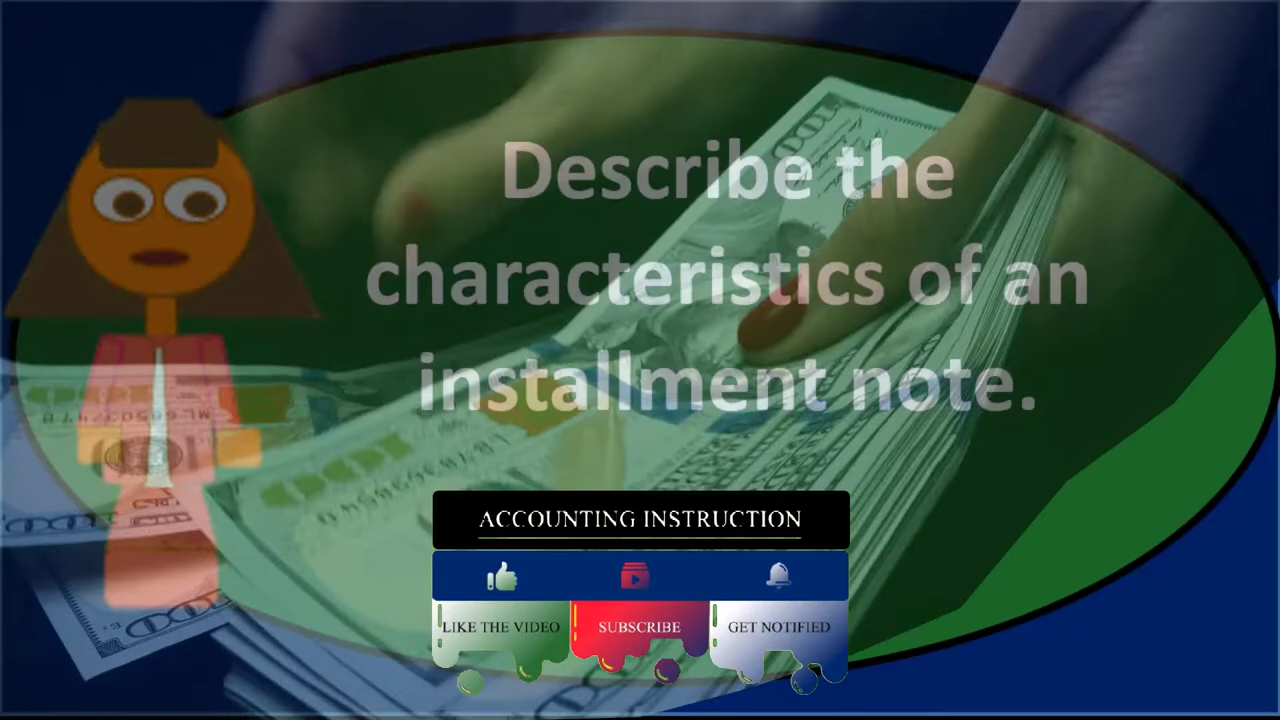 Describe the
characteristics of an
installment note.
ACCOUNTING INSTRUCTION
LIKE THE VIDEO
SUBSCRIBE
GET NOTIFIED